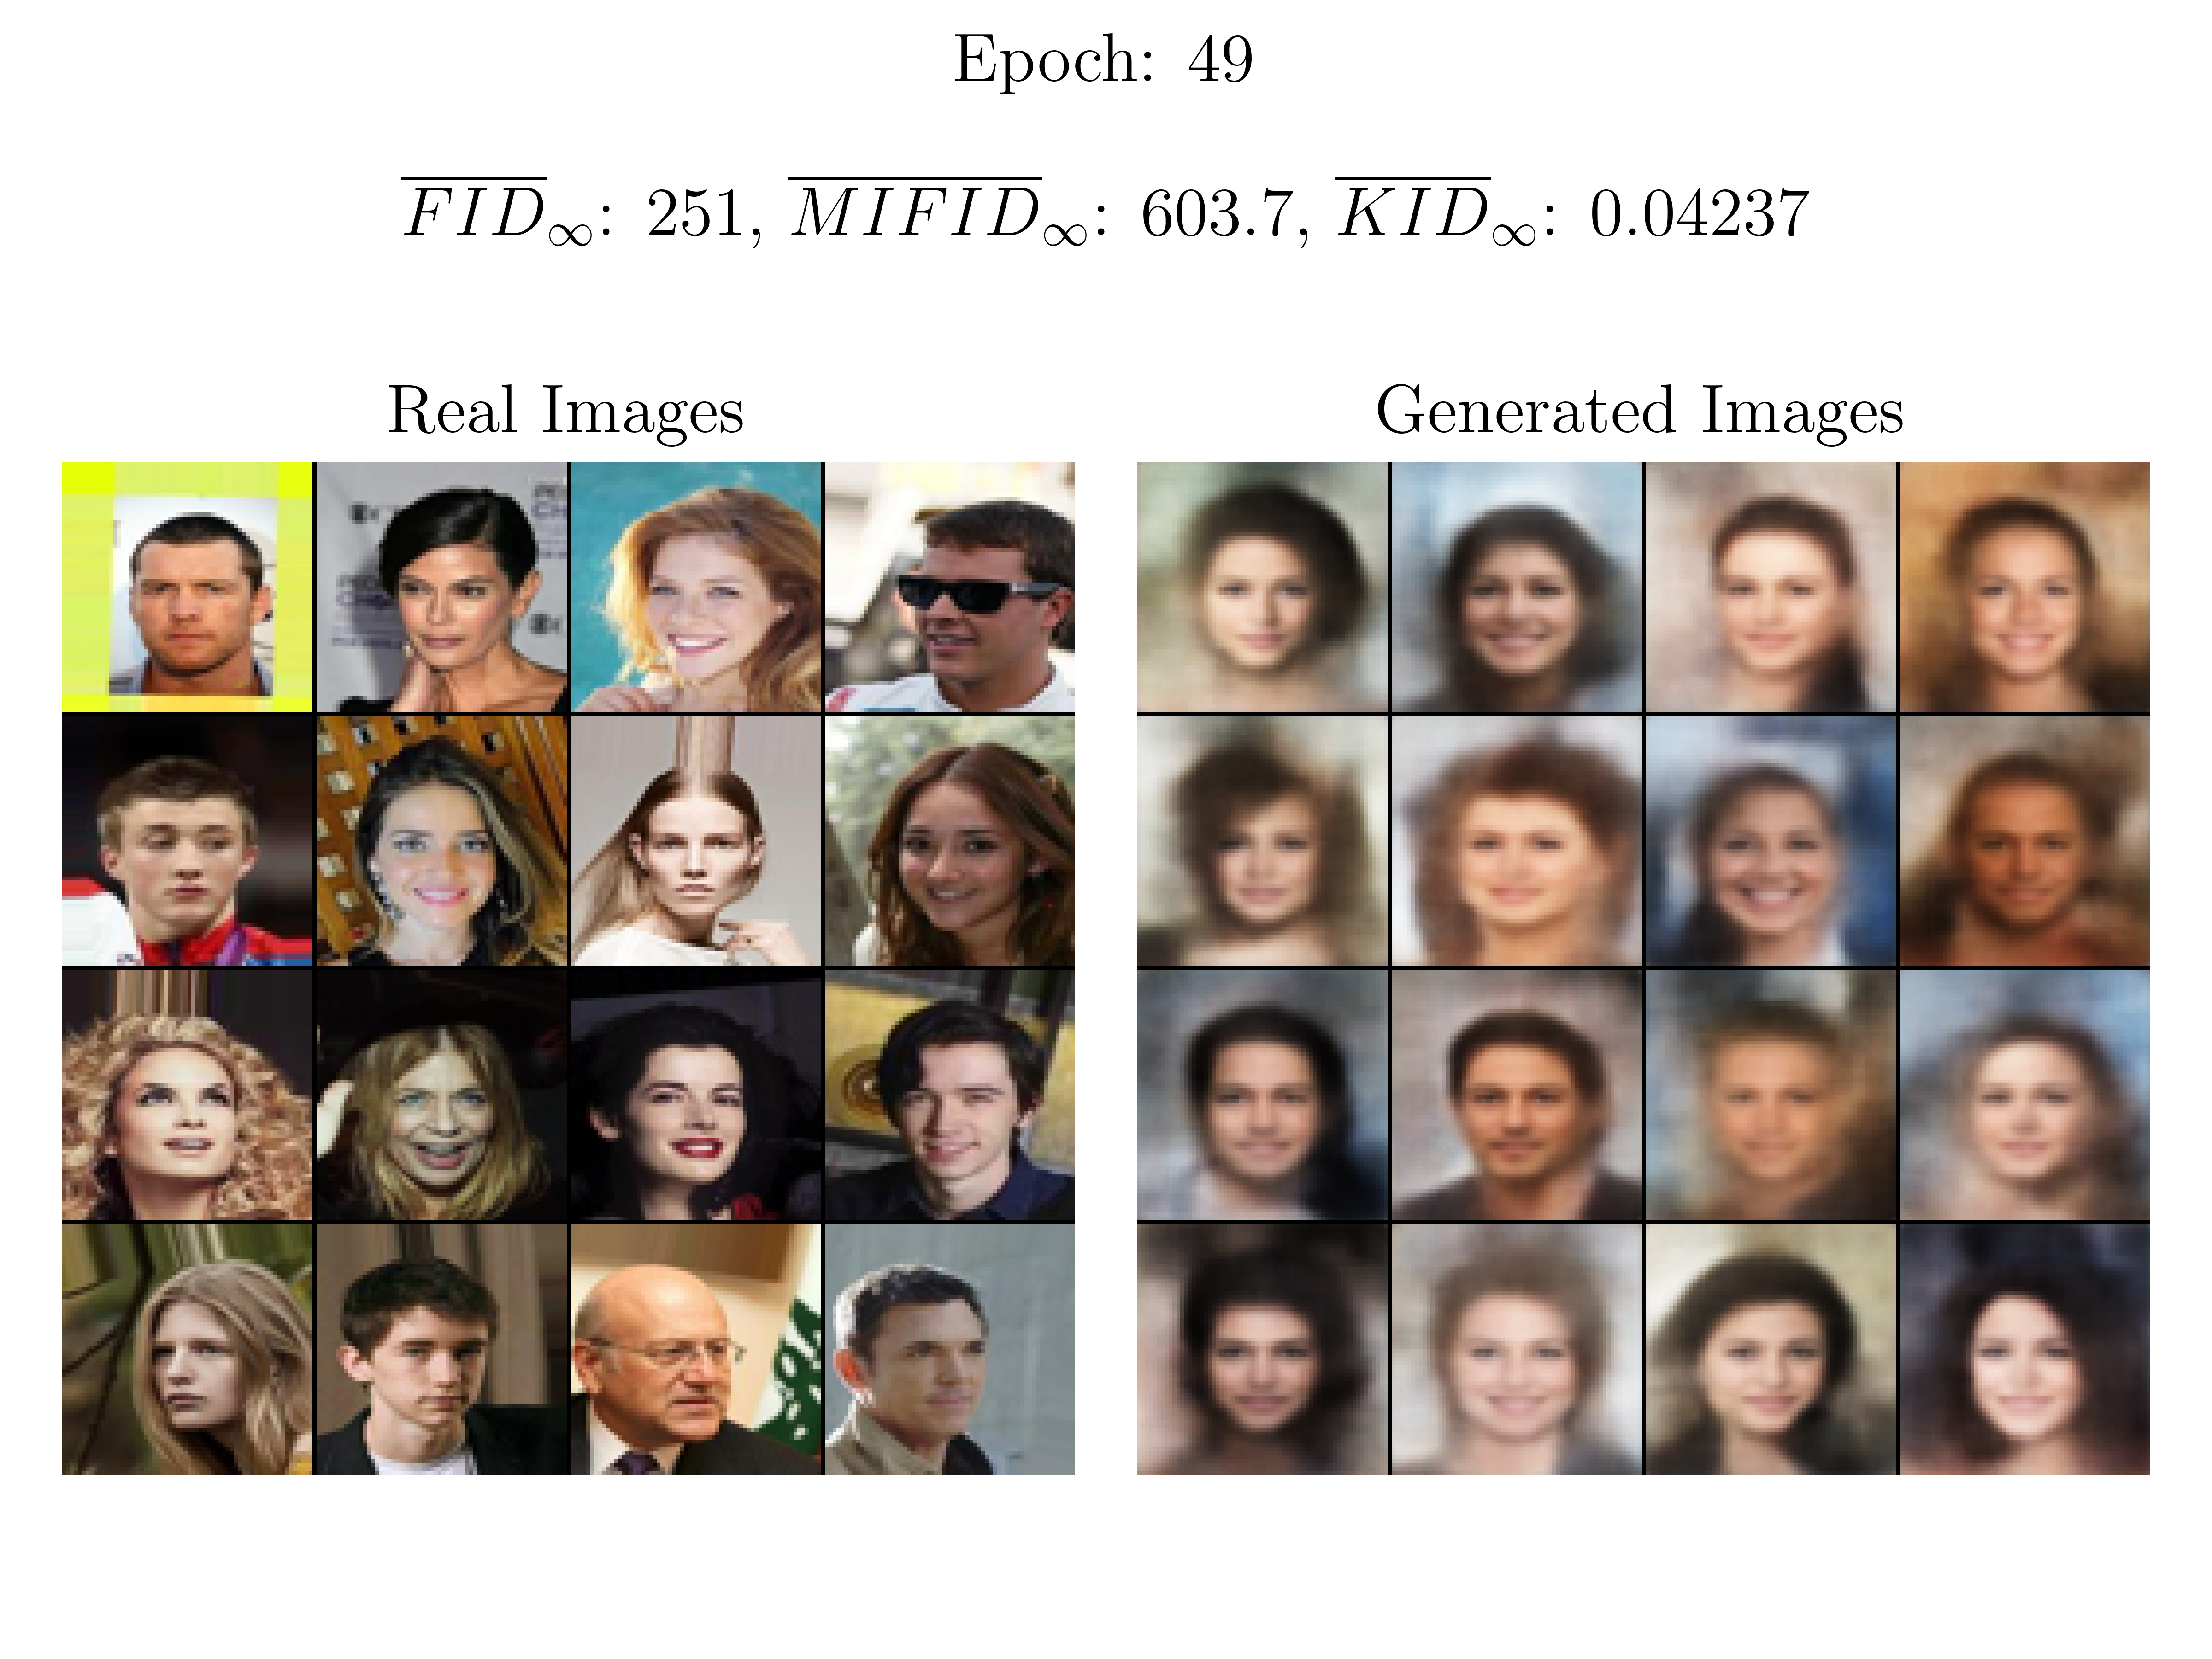 Epoch: 49
FID∞: 251, MIFID∞: 603.7, KID∞: 0.04237
Real Images
Generated Images